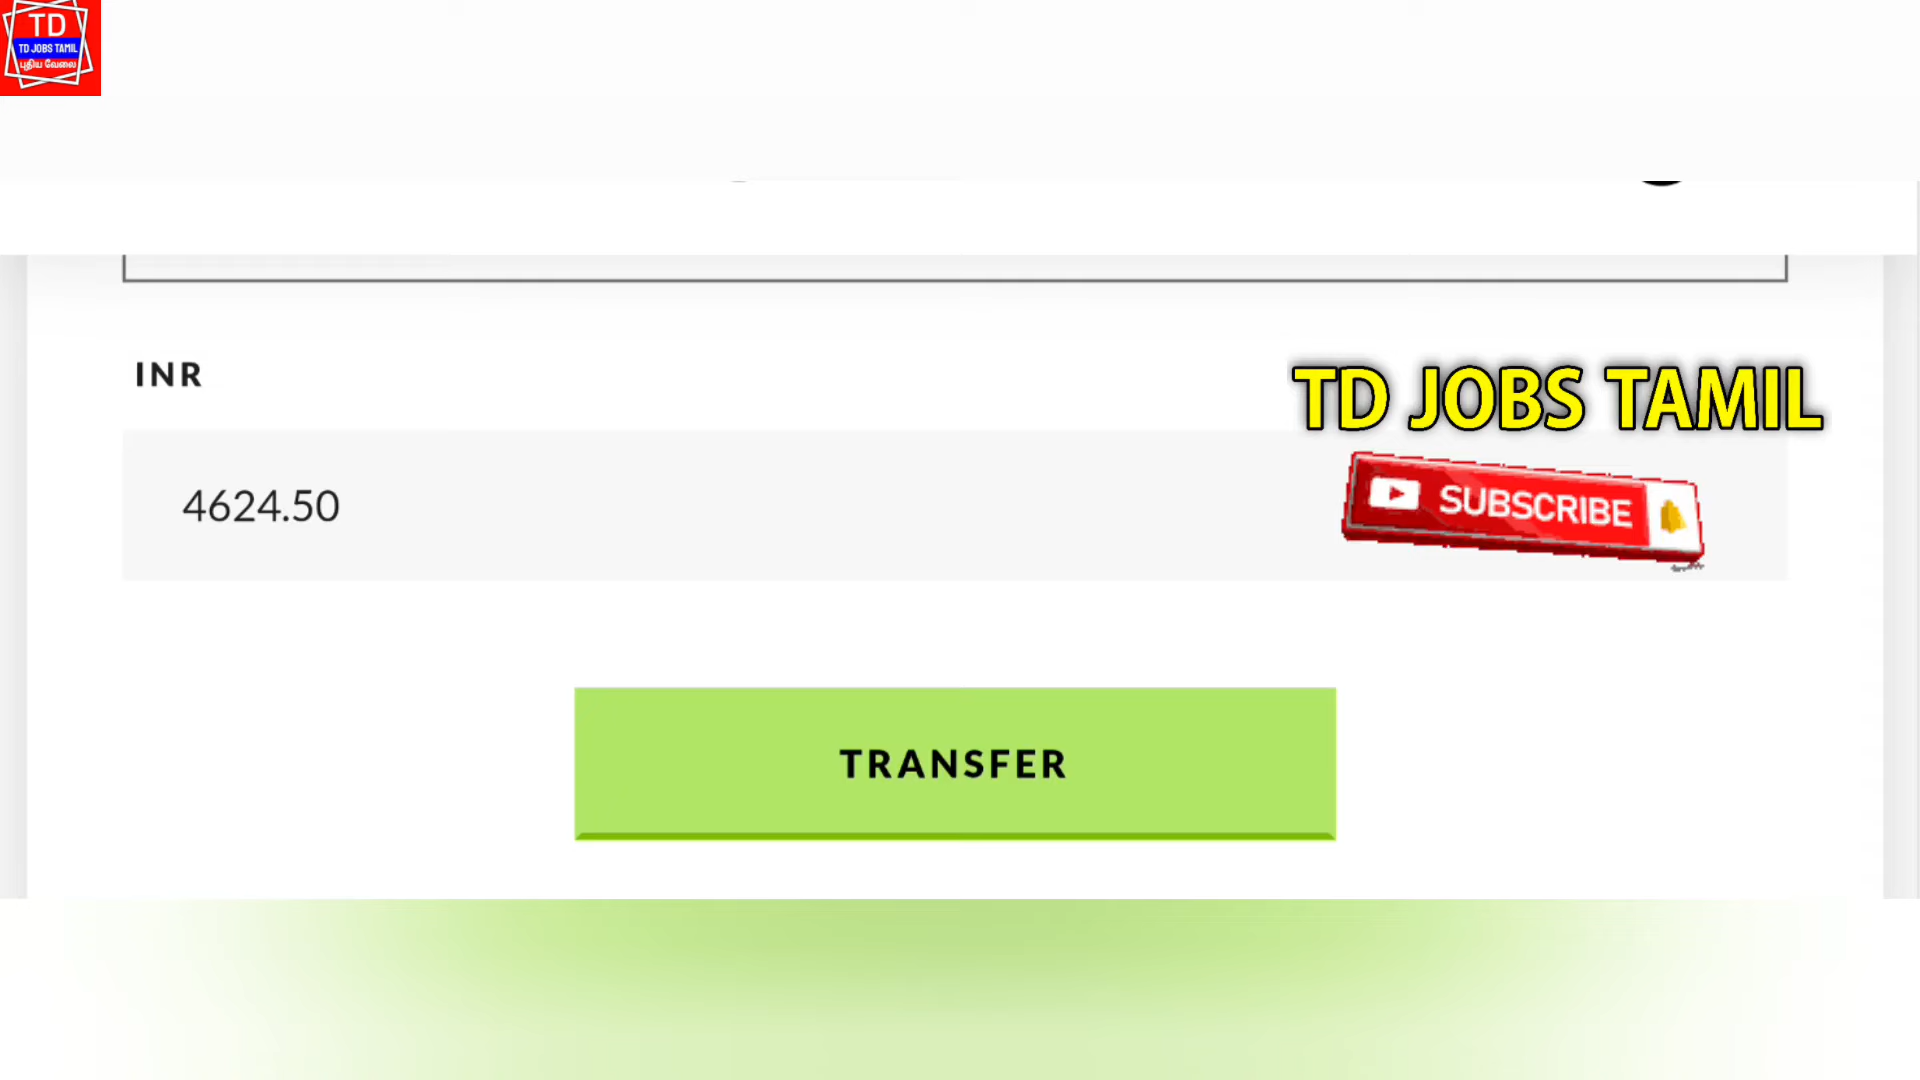 TD
TD JOBS TAMIL
புதிய வேலை
INR
TD JOBS TAMIL
4624.50
SUBSCRIBE
TRANSFER